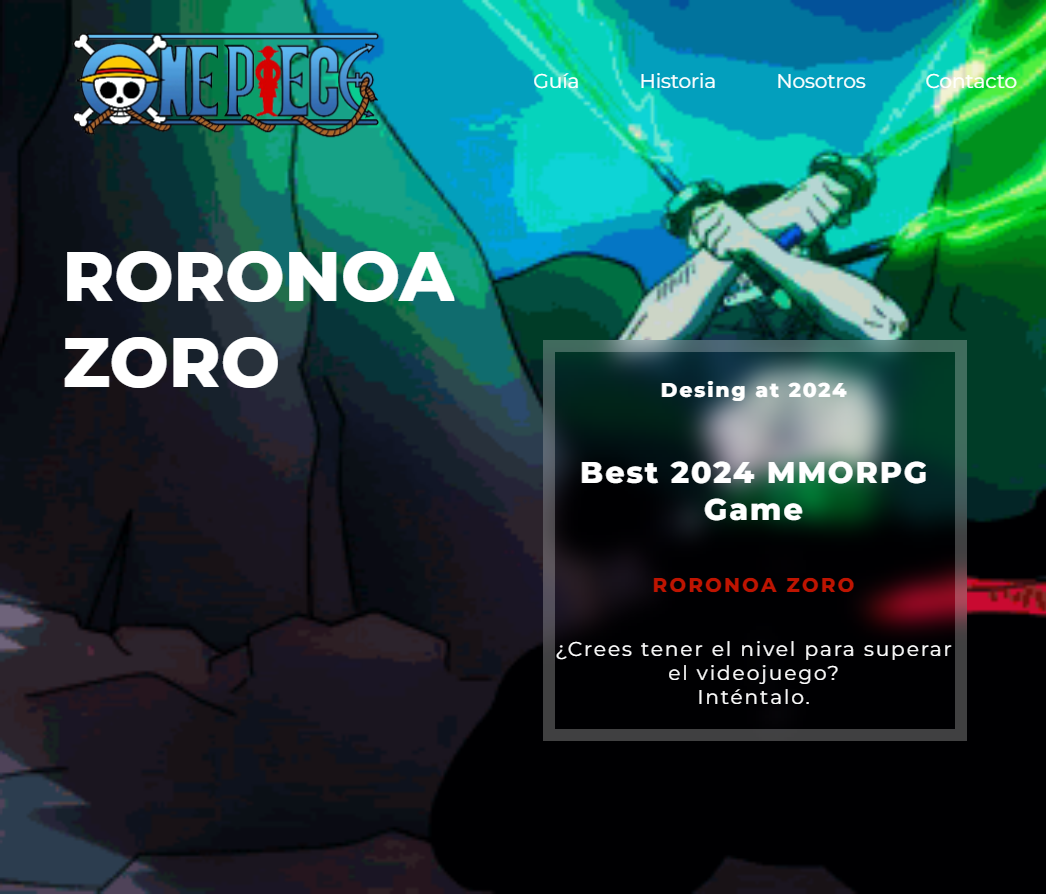 ONE PIECE
Guía
Historia
Nosotros
Contacto
RORONOA
ZORO
Desing at 2024
Best 2024 MMORPG
Game
RORONOA ZORO
¿Crees tener el nivel para superar
el videojuego?
Inténtalo.